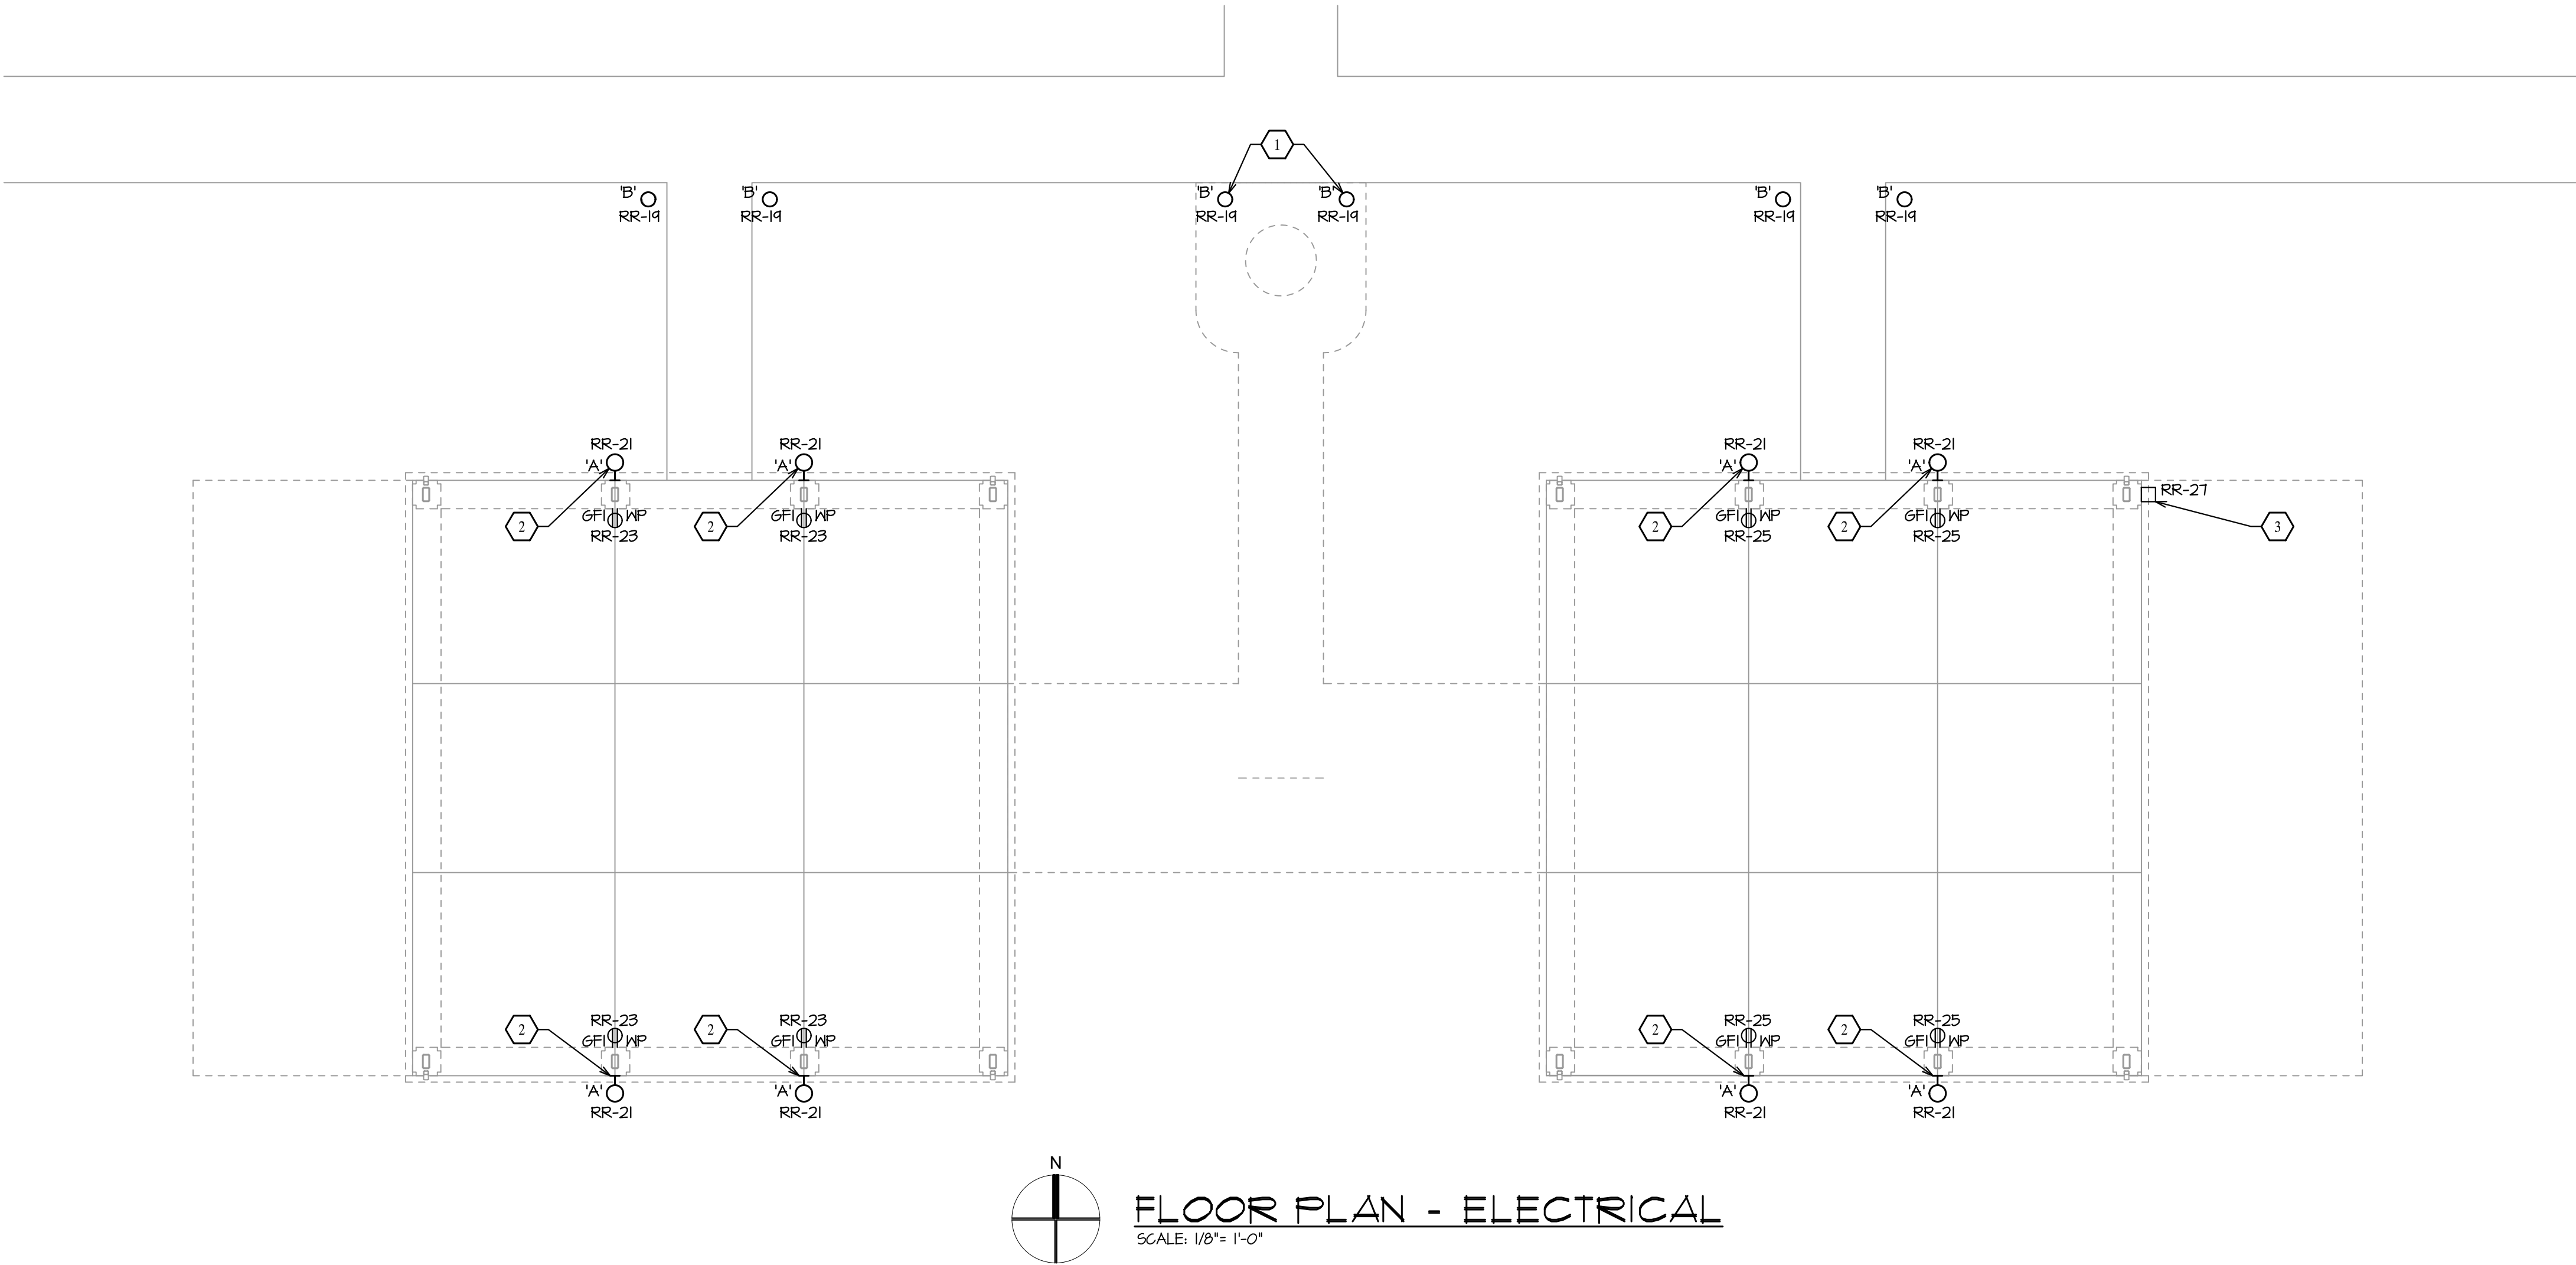 1
'B' 'B' 'B' 'B' 'B' 'B'
RR-19 RR-19 RR-19 RR-19 RR-19 RR-19
RR-21 RR-21 RR-21 RR-21
'A' 'A' 'A' 'A'
RR-27
GFI WP GFI WP GFI WP GFI WP
2 2 2 2 3
RR-23 RR-23 RR-25 RR-25
RR-23 RR-23 RR-25 RR-25
2 2 2 2
GFI WP GFI WP GFI WP GFI WP
'A' 'A' 'A' 'A'
RR-21 RR-21 RR-21 RR-21
N
FLOOR PLAN - ELECTRICAL
SCALE: 1/8"= 1'-0"